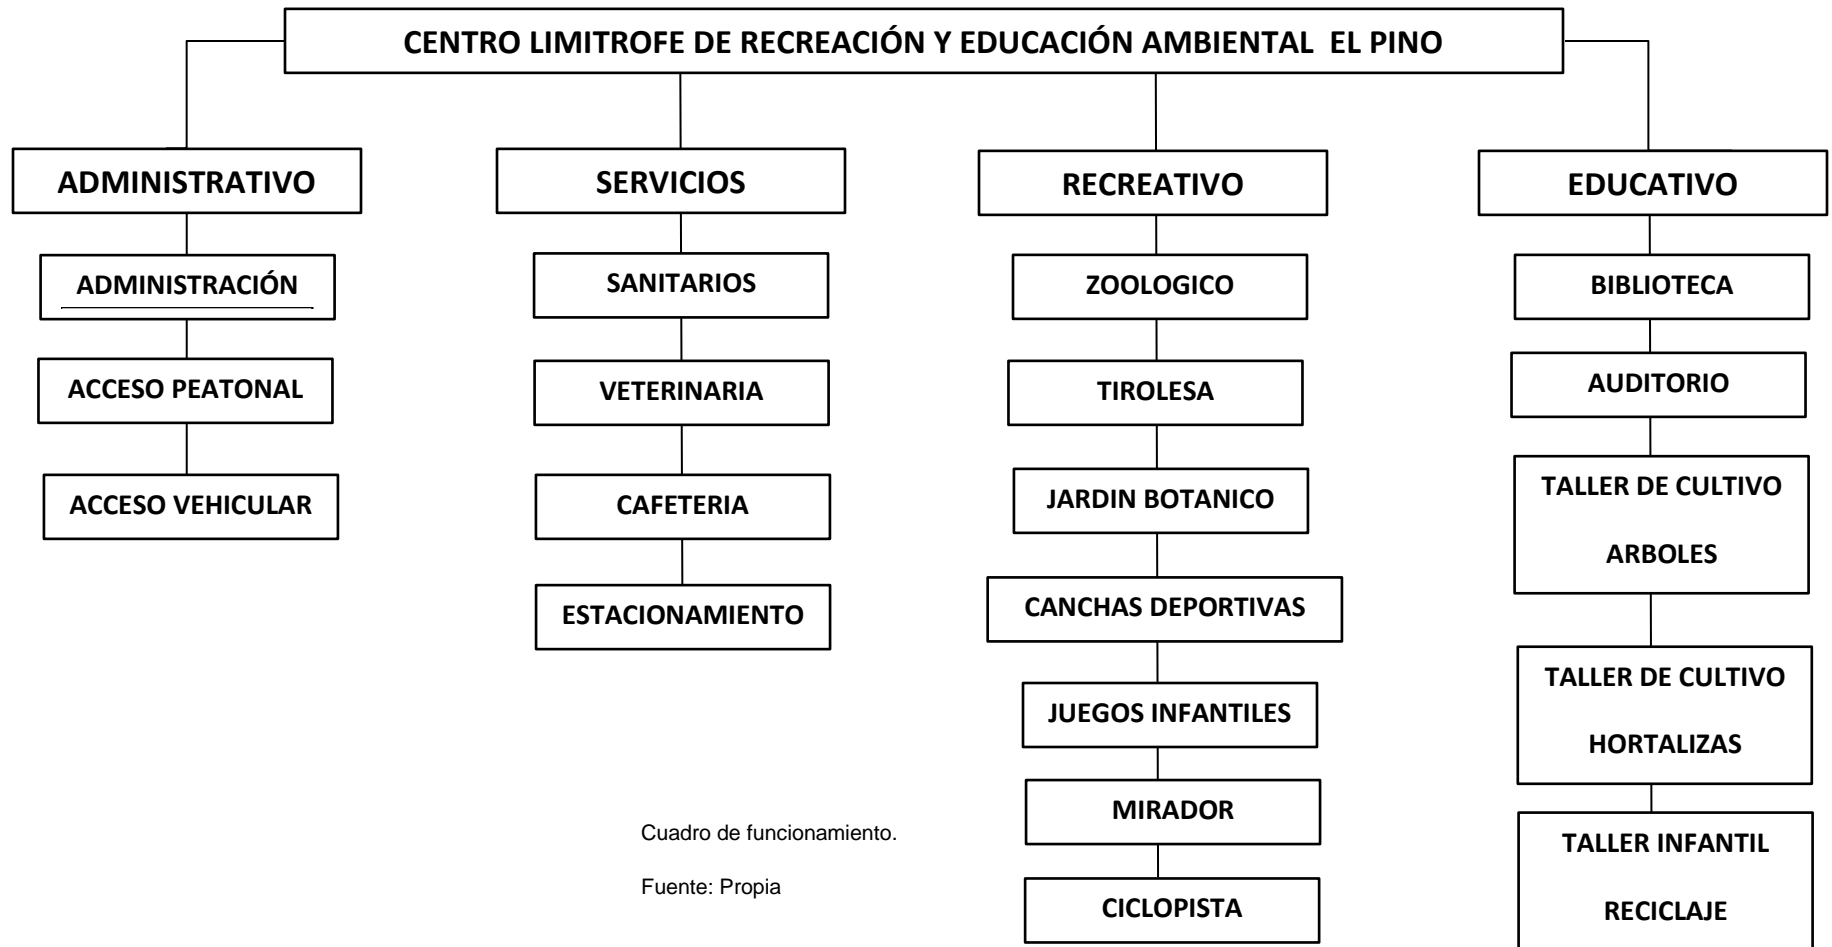 CENTRO LIMITROFE DE RECREACIÓN Y EDUCACIÓN AMBIENTAL EL PINO
ADMINISTRATIVO
ADMINISTRACIÓN
ACCESO PEATONAL
ACCESO VEHICULAR
SERVICIOS
SANITARIOS
VETERINARIA
CAFETERIA
ESTACIONAMIENTO
RECREATIVO
ZOOLOGICO
TIROLESA
JARDIN BOTANICO
CANCHAS DEPORTIVAS
JUEGOS INFANTILES
MIRADOR
CICLOPISTA
EDUCATIVO
BIBLIOTECA
AUDITORIO
TALLER DE CULTIVO
ARBOLES
TALLER DE CULTIVO
HORTALIZAS
TALLER INFANTIL
RECICLAJE
Cuadro de funcionamiento.
Fuente: Propia